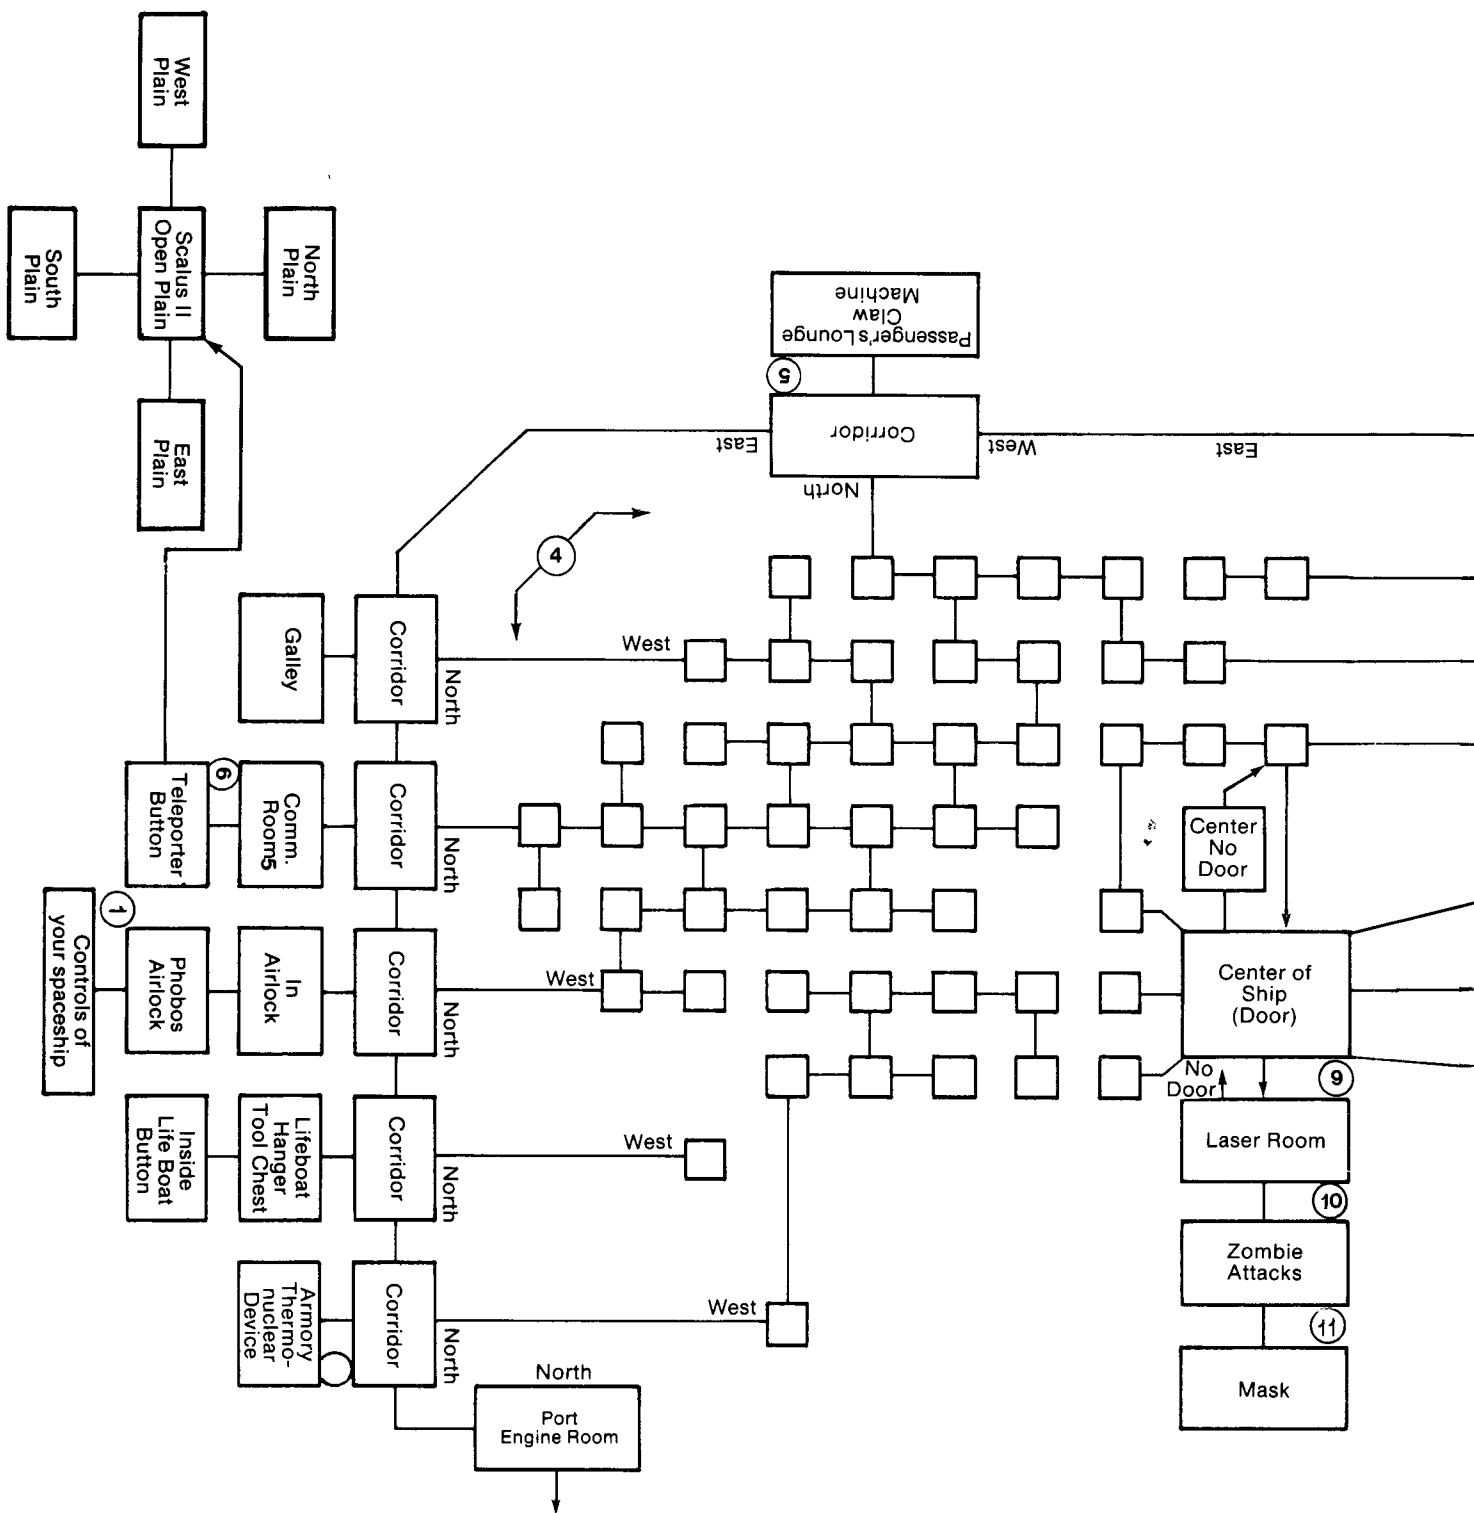 West
Plain
South
Plain
Scalus II
Open Plain
North
Plain
East
Plain
Passenger's Lounge
Claw
Machine
5
Corridor
East
West
East
North
4
Galley
Corridor
North
West
Teleporter
Button
6
Comm.
Room5
Corridor
North
Controls of
your spaceship
1
Phobos
Airlock
In
Airlock
Corridor
North
West
Inside
Life Boat
Button
Lifeboat
Hanger
Tool Chest
Corridor
North
West
Armory
Thermo-
nuclear
Device
Corridor
North
West
North
Port
Engine Room
Center
No
Door
Center of
Ship
(Door)
No
Door
9
Laser Room
10
Zombie
Attacks
11
Mask